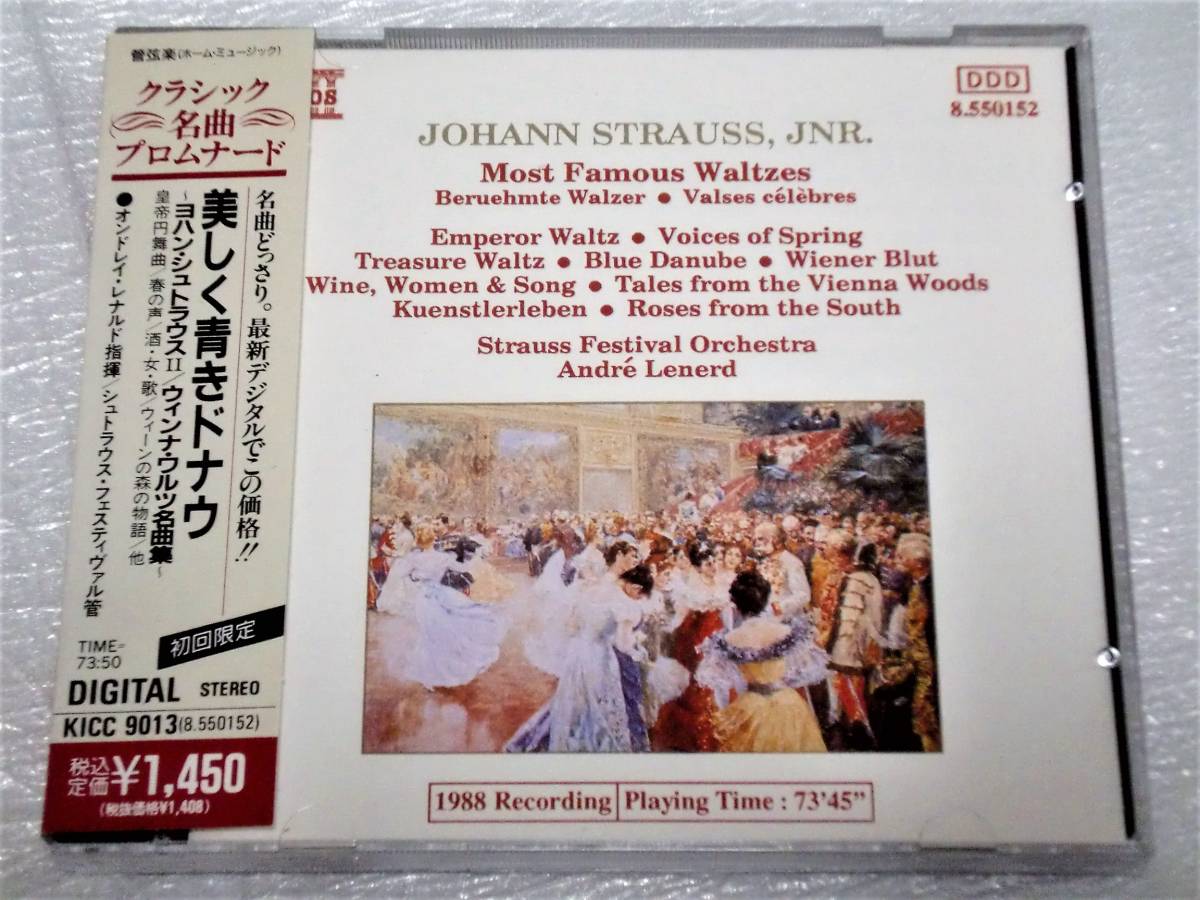 管弦楽(ホーム・ミュージック)
クラシック
名曲
プロムナード
名曲どっさり。最新デジタルでこの価格!!
美しく青きドナウ
~ヨハン・シュトラウスII/ウィンナ・ワルツ名曲集~
皇帝円舞曲/春の声/酒・女・歌/ウィーンの森の物語/他
●オンドレイ・レナルド指揮/シュトラウス・フェスティヴァル管
初回限定
TIME=
73:50
DIGITAL STEREO
KICC 9013(8.550152)
税込
定価 ¥1,450
(税抜価格¥1,408)
DDD
8.550152
JOHANN STRAUSS, JNR.
Most Famous Waltzes
Beruehmte Walzer ● Valses célèbres
Emperor Waltz ● Voices of Spring
Treasure Waltz ● Blue Danube ● Wiener Blut
Wine, Women & Song ● Tales from the Vienna Woods
Kuenstlerleben ● Roses from the South
Strauss Festival Orchestra
André Lenerd
1988 Recording Playing Time : 73'45"